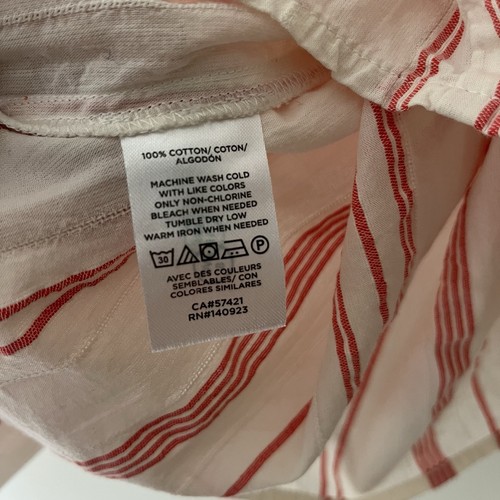 100% COTTON/ COTON/
ALGODÓN
MACHINE WASH COLD
WITH LIKE COLORS
ONLY NON-CHLORINE
BLEACH WHEN NEEDED
TUMBLE DRY LOW
WARM IRON WHEN NEEDED
30 P
AVEC DES COULEURS
SEMBLABLES/ CON
COLORES SIMILARES
CA#57421
RN#140923